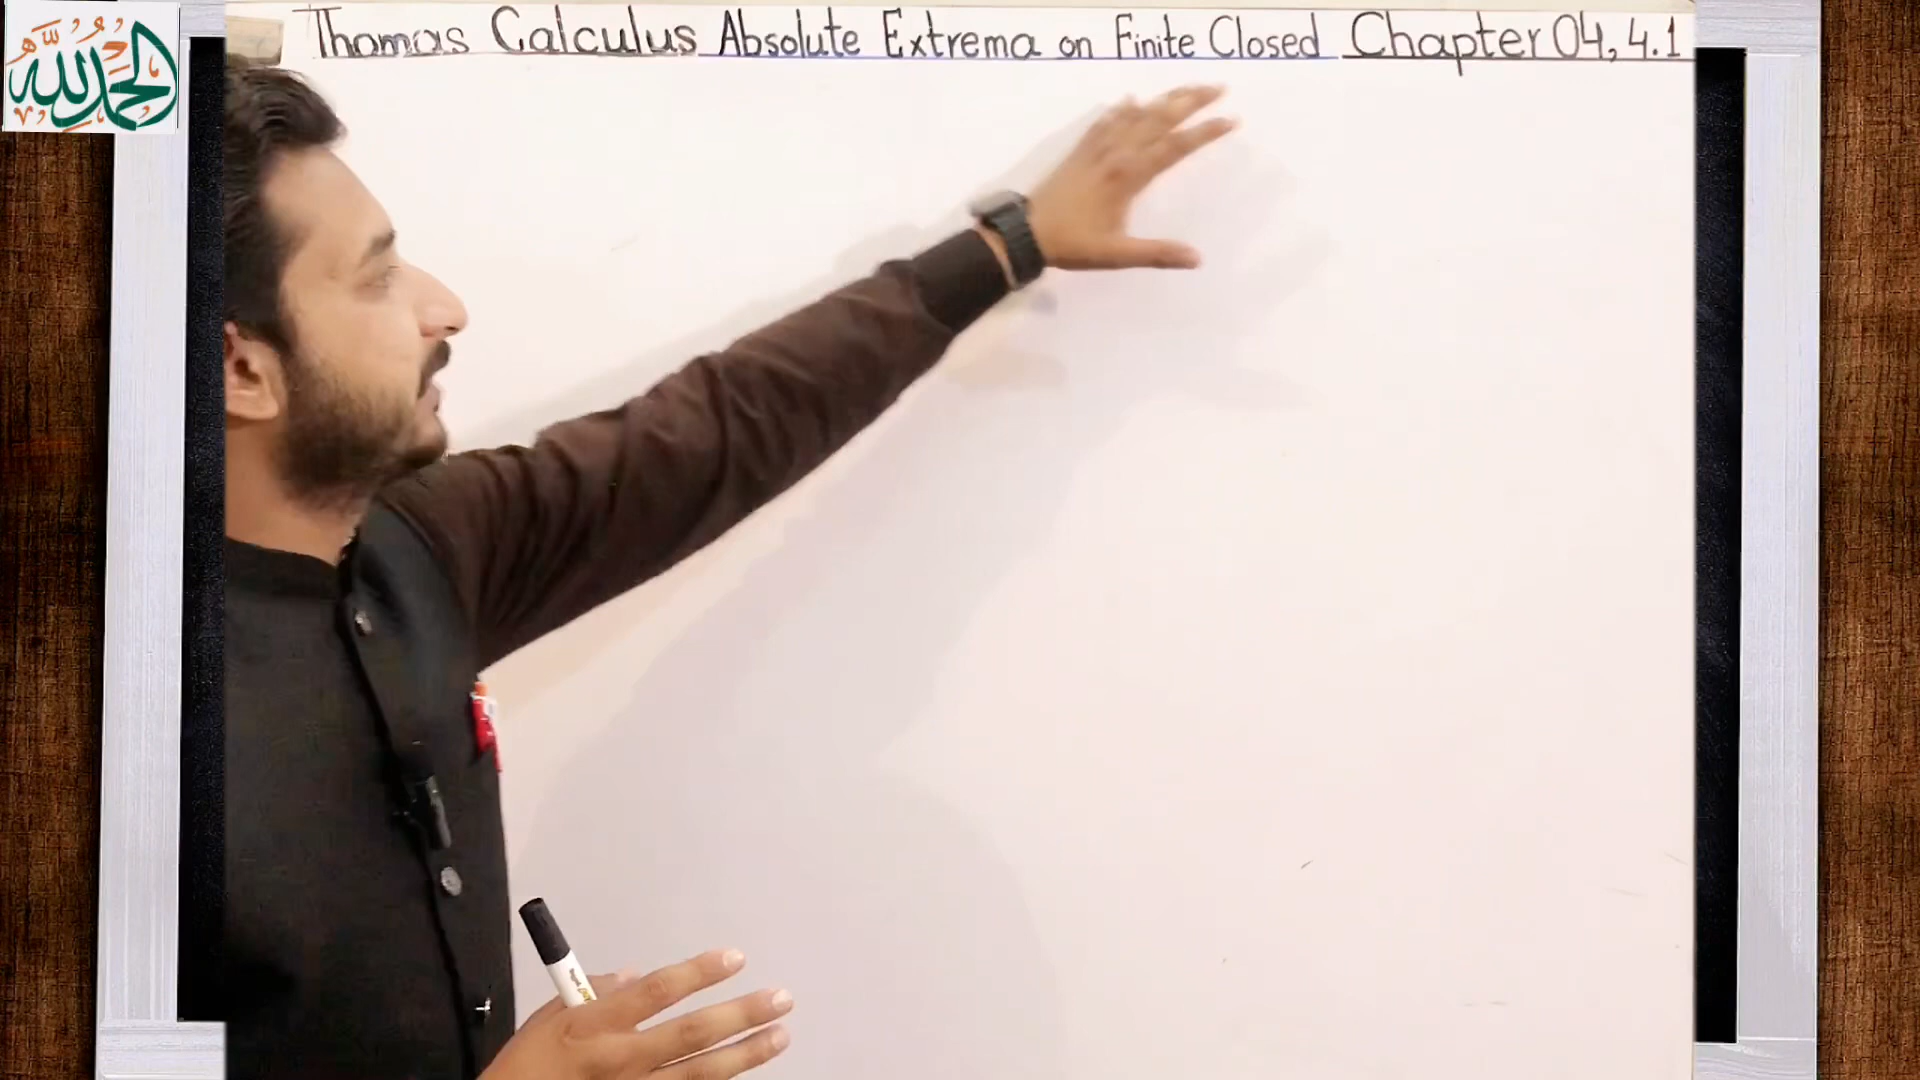 Thomas Calculus Absolute Extrema on Finite Closed Chapter 04, 4.1
الحمد لله